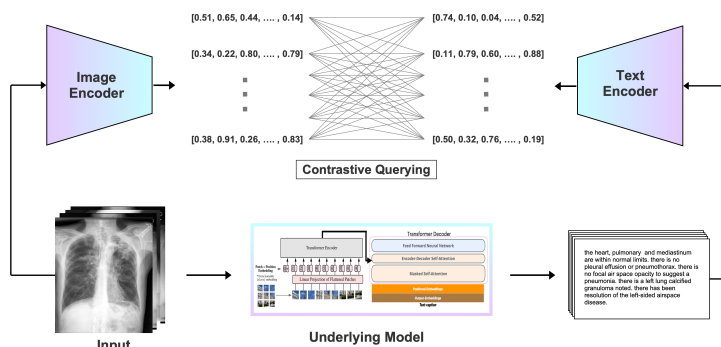 [0.51, 0.65, 0.44, .... , 0.14]
[0.74, 0.10, 0.04, .... , 0.52]
Image
Encoder
[0.34, 0.22, 0.80, .... , 0.79]
[0.11, 0.79, 0.60, .... , 0.88]
Text
Encoder
[0.38, 0.91, 0.26, .... , 0.83]
[0.50, 0.32, 0.76, .... , 0.19]
Contrastive Querying
Transformer Encoder
Patch + Position
Embedding
Linear Projection of Flattened Patches
Transformer Decoder
Feed Forward Neural Network
Encoder-Decoder Self-Attention
Masked Self-Attention
Positional Embeddings
Output Embeddings
Text caption
the heart, pulmonary and mediastinum
are within normal limits. there is no
pleural effusion or pneumothorax. there is
no focal air space opacity to suggest a
pneumonia. there is a left lung calcified
granuloma noted. there has been
resolution of the left-sided airspace
disease.
Input
Underlying Model